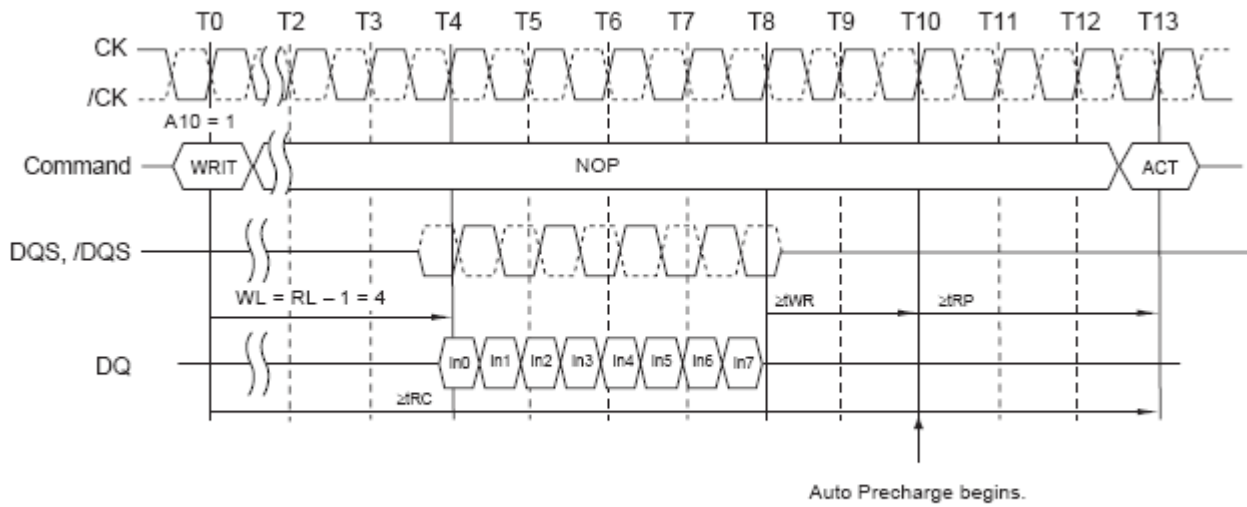 T0 T2 T3 T4 T5 T6 T7 T8 T9 T10 T11 T12 T13
CK
/CK
A10 = 1
Command WRIT NOP ACT
DQS, /DQS
WL = RL – 1 = 4 ≥tWR ≥tRP
DQ In0 In1 In2 In3 In4 In5 In6 In7
≥tRC
Auto Precharge begins.